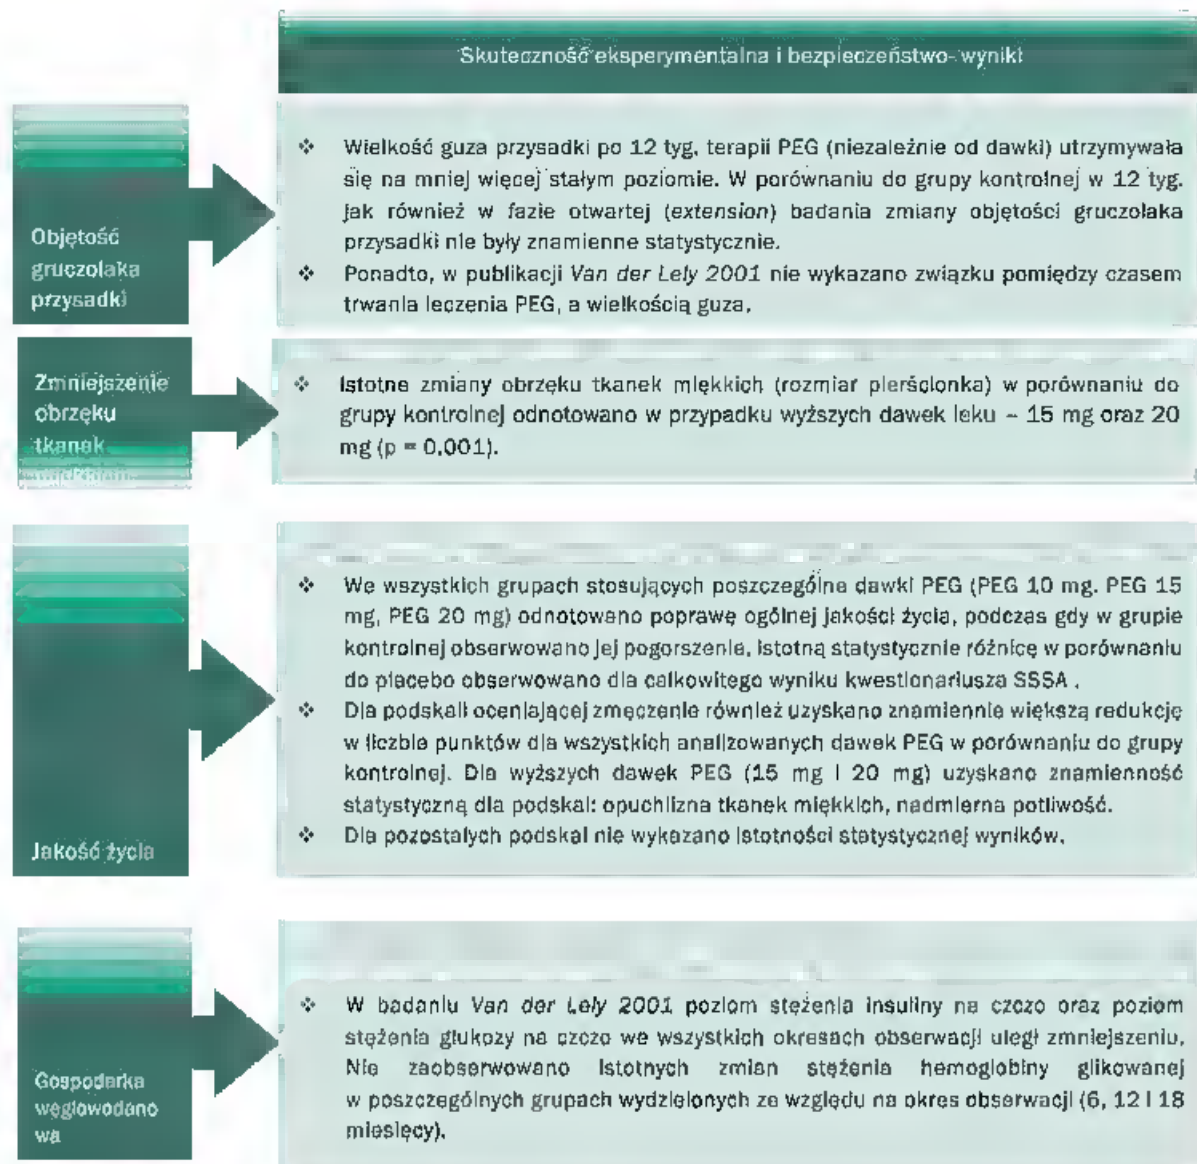 Skuteczność eksperymentalna i bezpieczeństwo- wyniki
Objętość
gruczolaka
przysadki
❖ Wielkość guza przysadki po 12 tyg. terapii PEG (niezależnie od dawki) utrzymywała
się na mniej więcej stałym poziomie. W porównaniu do grupy kontrolnej w 12 tyg.
jak również w fazie otwartej (extension) badania zmiany objętości gruczolaka
przysadki nie były znamienne statystycznie.
❖ Ponadto, w publikacji Van der Lely 2001 nie wykazano związku pomiędzy czasem
trwania leczenia PEG, a wielkością guza.
Zmniejszenie
obrzęku
tkanek
❖ Istotne zmiany obrzęku tkanek miękkich (rozmiar pierścionka) w porównaniu do
grupy kontrolnej odnotowano w przypadku wyższych dawek leku – 15 mg oraz 20
mg (p = 0,001).
Jakość życia
❖ We wszystkich grupach stosujących poszczególne dawki PEG (PEG 10 mg. PEG 15
mg, PEG 20 mg) odnotowano poprawę ogólnej jakości życia, podczas gdy w grupie
kontrolnej obserwowano jej pogorszenie. Istotną statystycznie różnicę w porównaniu
do placebo obserwowano dla całkowitego wyniku kwestionariusza SSSA .
❖ Dla podskali oceniającej zmęczenie również uzyskano znamiennie większą redukcję
w liczbie punktów dla wszystkich analizowanych dawek PEG w porównaniu do grupy
kontrolnej. Dla wyższych dawek PEG (15 mg i 20 mg) uzyskano znamienność
statystyczną dla podskal: opuchlizna tkanek miękkich, nadmierna potliwość.
❖ Dla pozostałych podskal nie wykazano istotności statystycznej wyników.
Gospodarka
węglowodano
wa
❖ W badaniu Van der Lely 2001 poziom stężenia insuliny na czczo oraz poziom
stężenia glukozy na czczo we wszystkich okresach obserwacji uległ zmniejszeniu.
Nie zaobserwowano istotnych zmian stężenia hemoglobiny glikowanej
w poszczególnych grupach wydzielonych ze względu na okres obserwacji (6, 12 i 18
miesięcy).